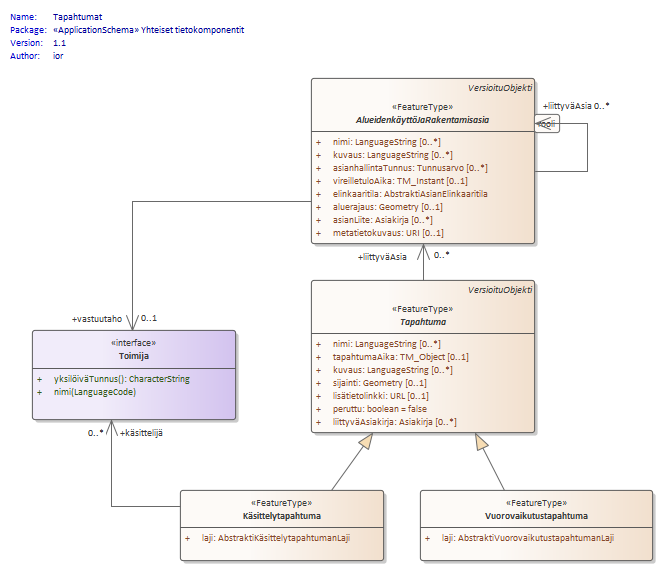 Name: Tapahtumat
Package: «ApplicationSchema» Yhteiset tietokomponentit
Version: 1.1
Author: ior
VersioituObjekti
«FeatureType»
AlueidenkäyttöJaRakentamisasia
+ nimi: LanguageString [0..*]
+ kuvaus: LanguageString [0..*]
+ asianhallintaTunnus: Tunnusarvo [0..*]
+ vireilletuloAika: TM_Instant [0..1]
+ elinkaaritila: AbstraktiAsianElinkaaritila
+ aluerajaus: Geometry [0..1]
+ asianLiite: Asiakirja [0..*]
+ metatietokuvaus: URI [0..1]
+liittyväAsia 0..*
+liittyväAsia 0..*
VersioituObjekti
«FeatureType»
Tapahtuma
+ nimi: LanguageString [0..*]
+ tapahtumaAika: TM_Object [0..1]
+ kuvaus: LanguageString [0..*]
+ sijainti: Geometry [0..1]
+ lisätietolinkki: URL [0..1]
+ peruttu: boolean = false
+ liittyväAsiakirja: Asiakirja [0..*]
+vastuutaho 0..1
«interface»
Toimija
+ yksilöiväTunnus(): CharacterString
+ nimi(LanguageCode)
0..* +käsittelijä
«FeatureType»
Käsittelytapahtuma
+ laji: AbstraktiKäsittelytapahtumanLaji
«FeatureType»
Vuorovaikutustapahtuma
+ laji: AbstraktiVuorovaikutustapahtumanLaji